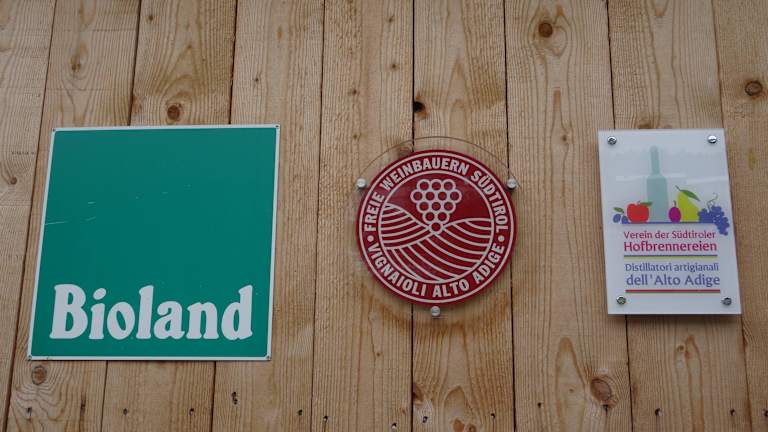 Bioland
FREIE WEINBAUERN SÜDTIROL
VIGNAIOLI ALTO ADIGE
Verein der Südtiroler
Hofbrennereien
Distillatori artigianali
dell'Alto Adige